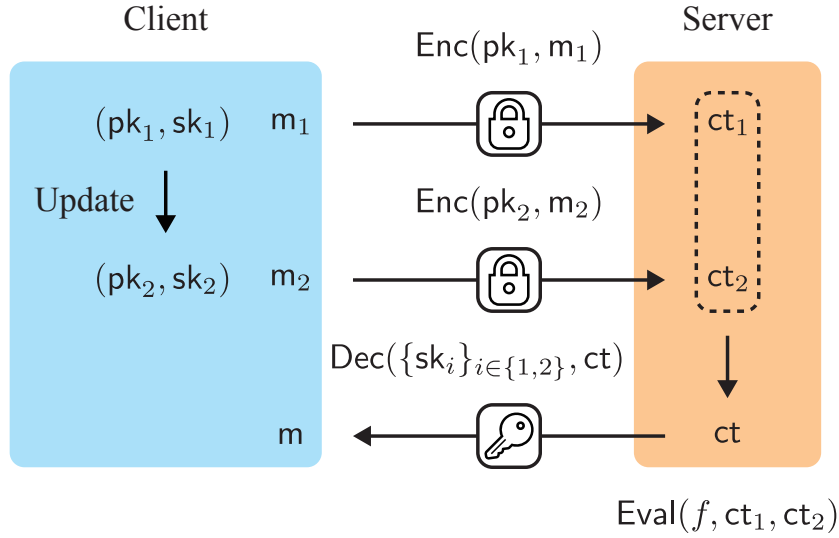 Client Server
Enc(pk₁, m₁)
(pk₁, sk₁) m₁ ct₁
Update
Enc(pk₂, m₂)
(pk₂, sk₂) m₂ ct₂
Dec({skᵢ}ᵢ∈{1,2}, ct)
m ct
Eval(f, ct₁, ct₂)